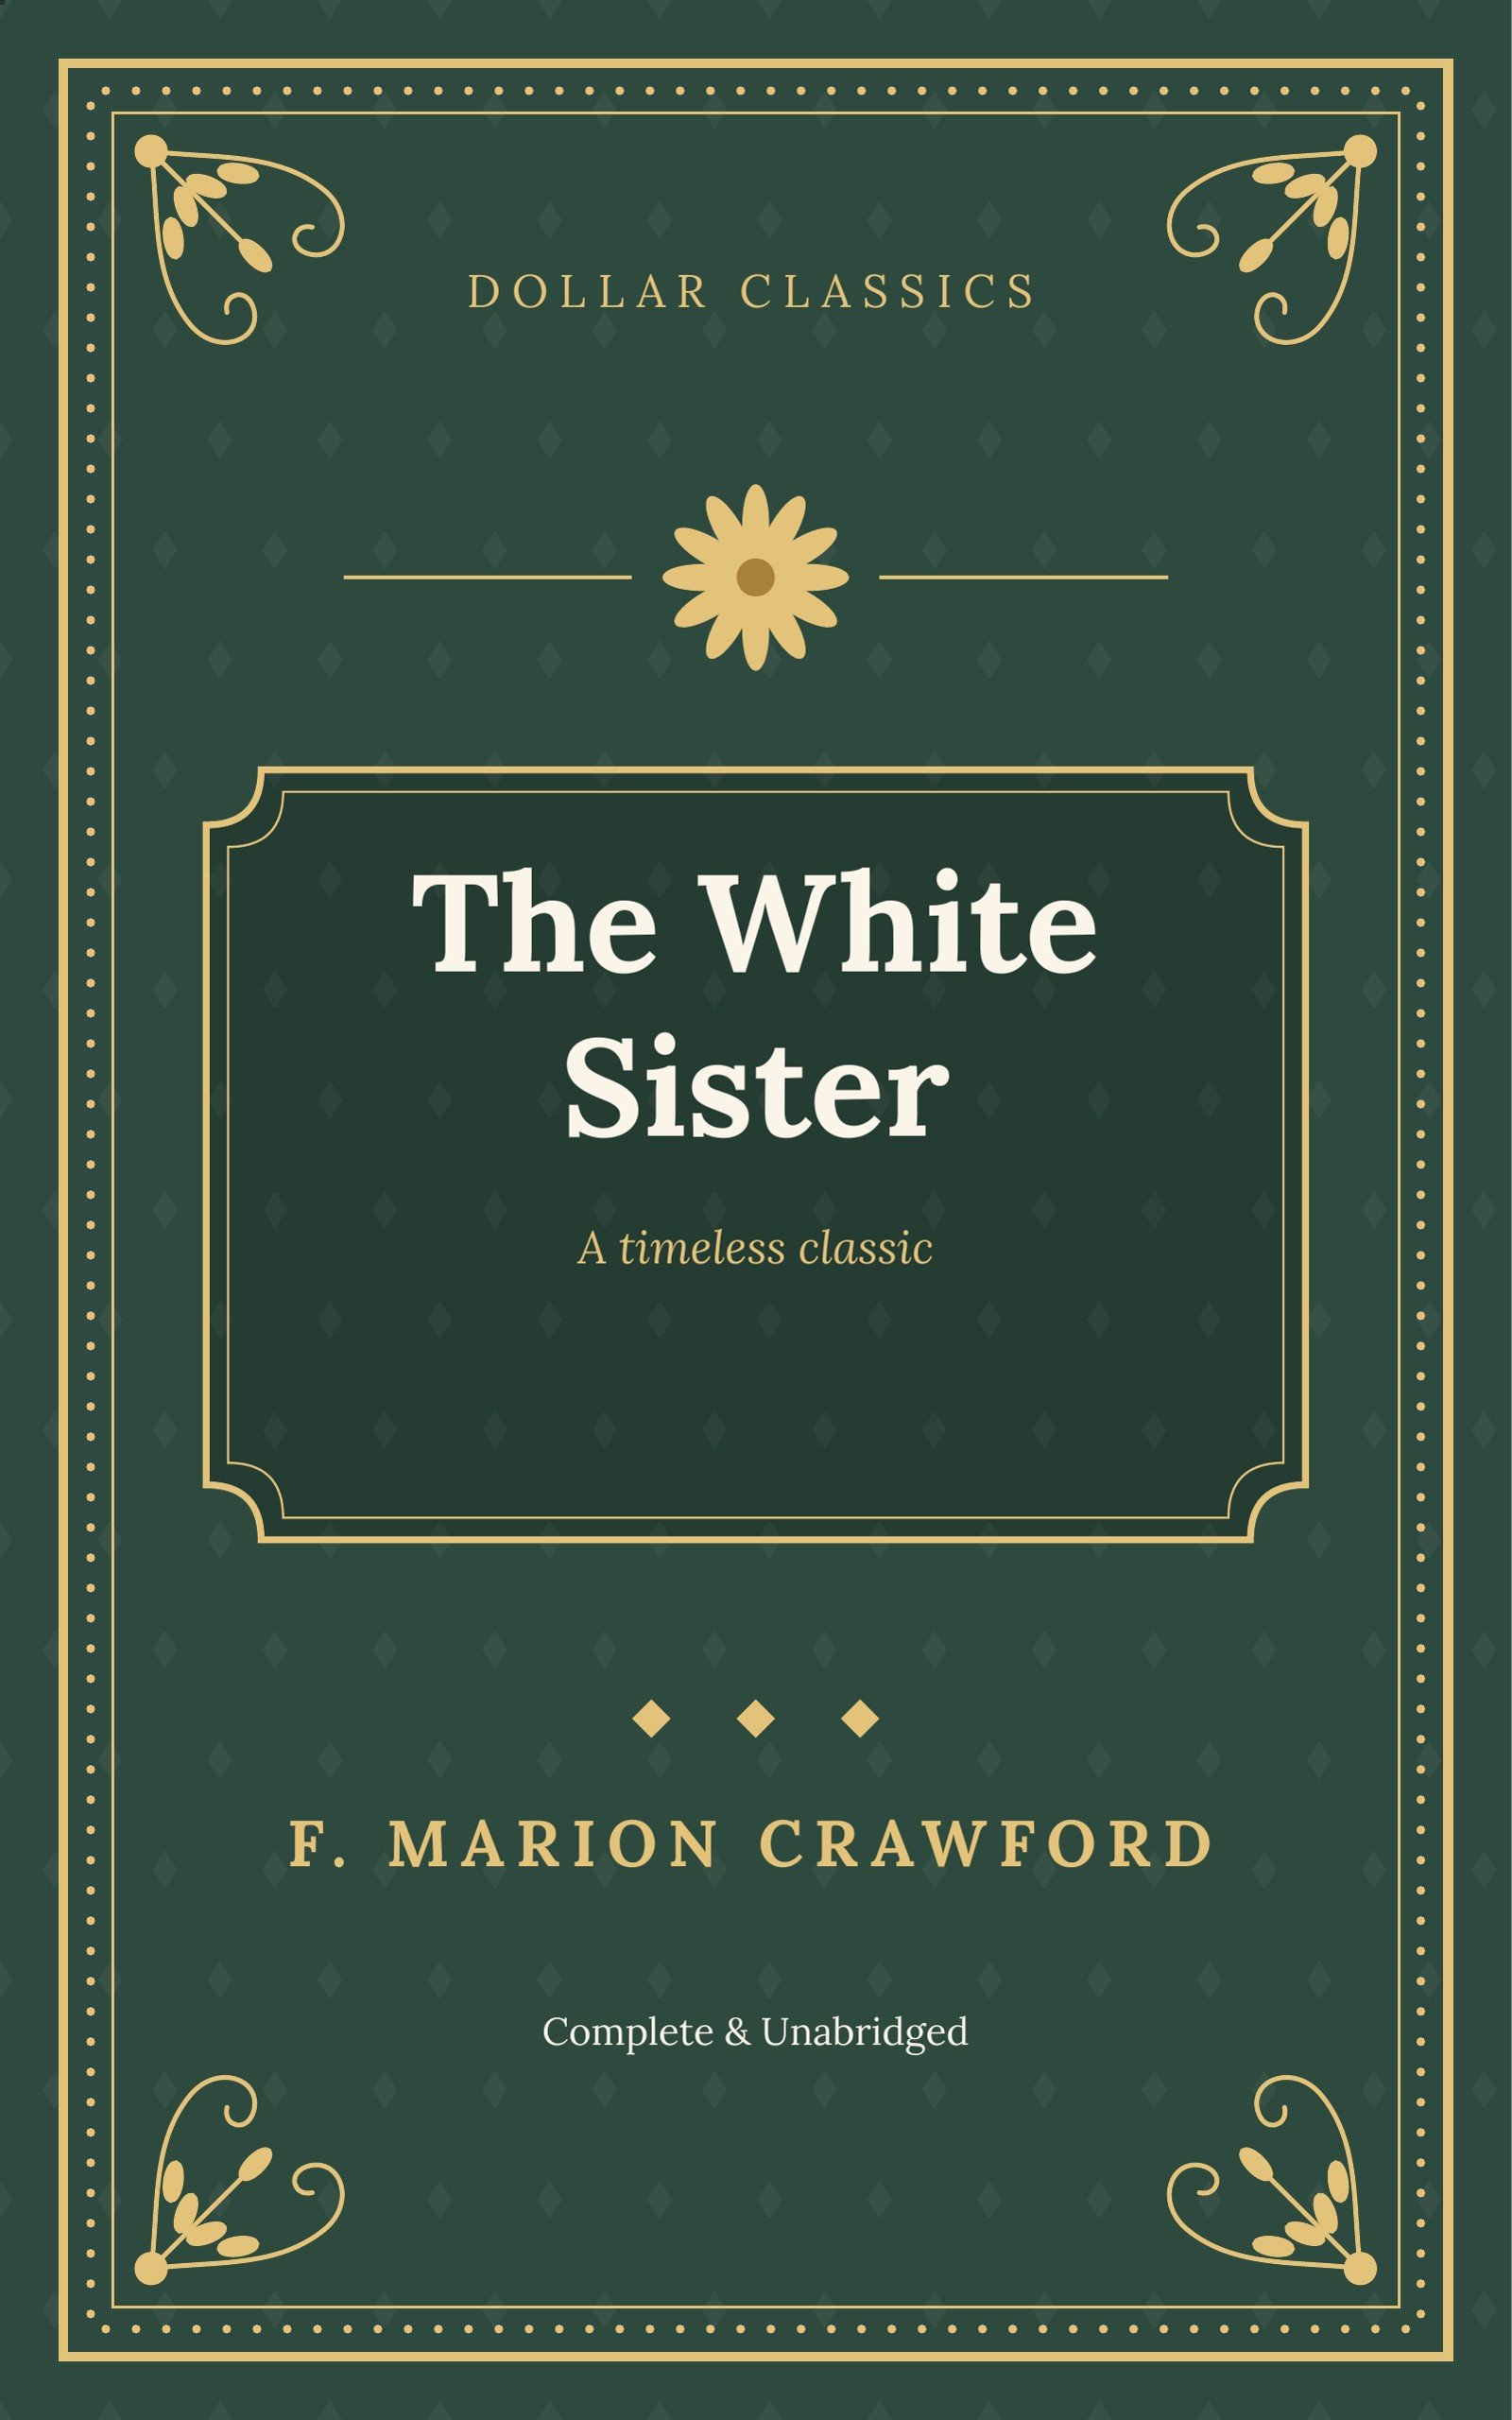 DOLLAR CLASSICS
The White
Sister
A timeless classic
F. MARION CRAWFORD
Complete & Unabridged